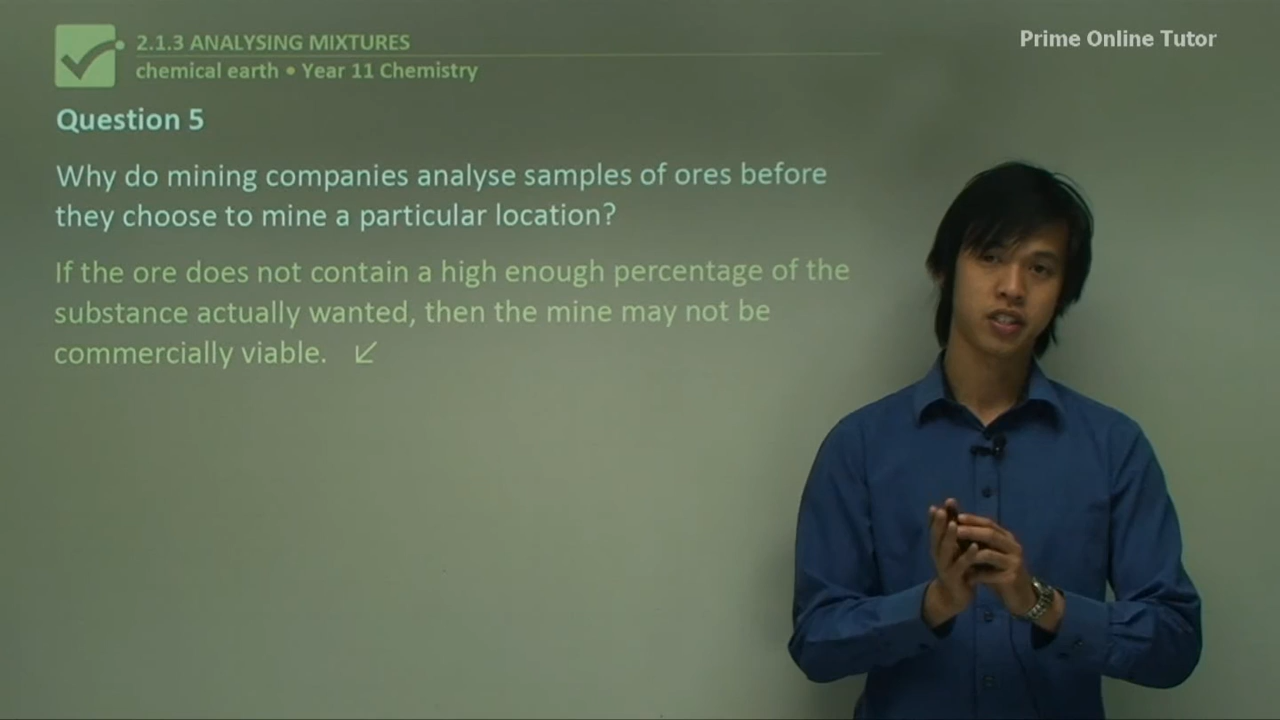 2.1.3 ANALYSING MIXTURES
chemical earth • Year 11 Chemistry
Prime Online Tutor
Question 5
Why do mining companies analyse samples of ores before
they choose to mine a particular location?
If the ore does not contain a high enough percentage of the
substance actually wanted, then the mine may not be
commercially viable. ↙